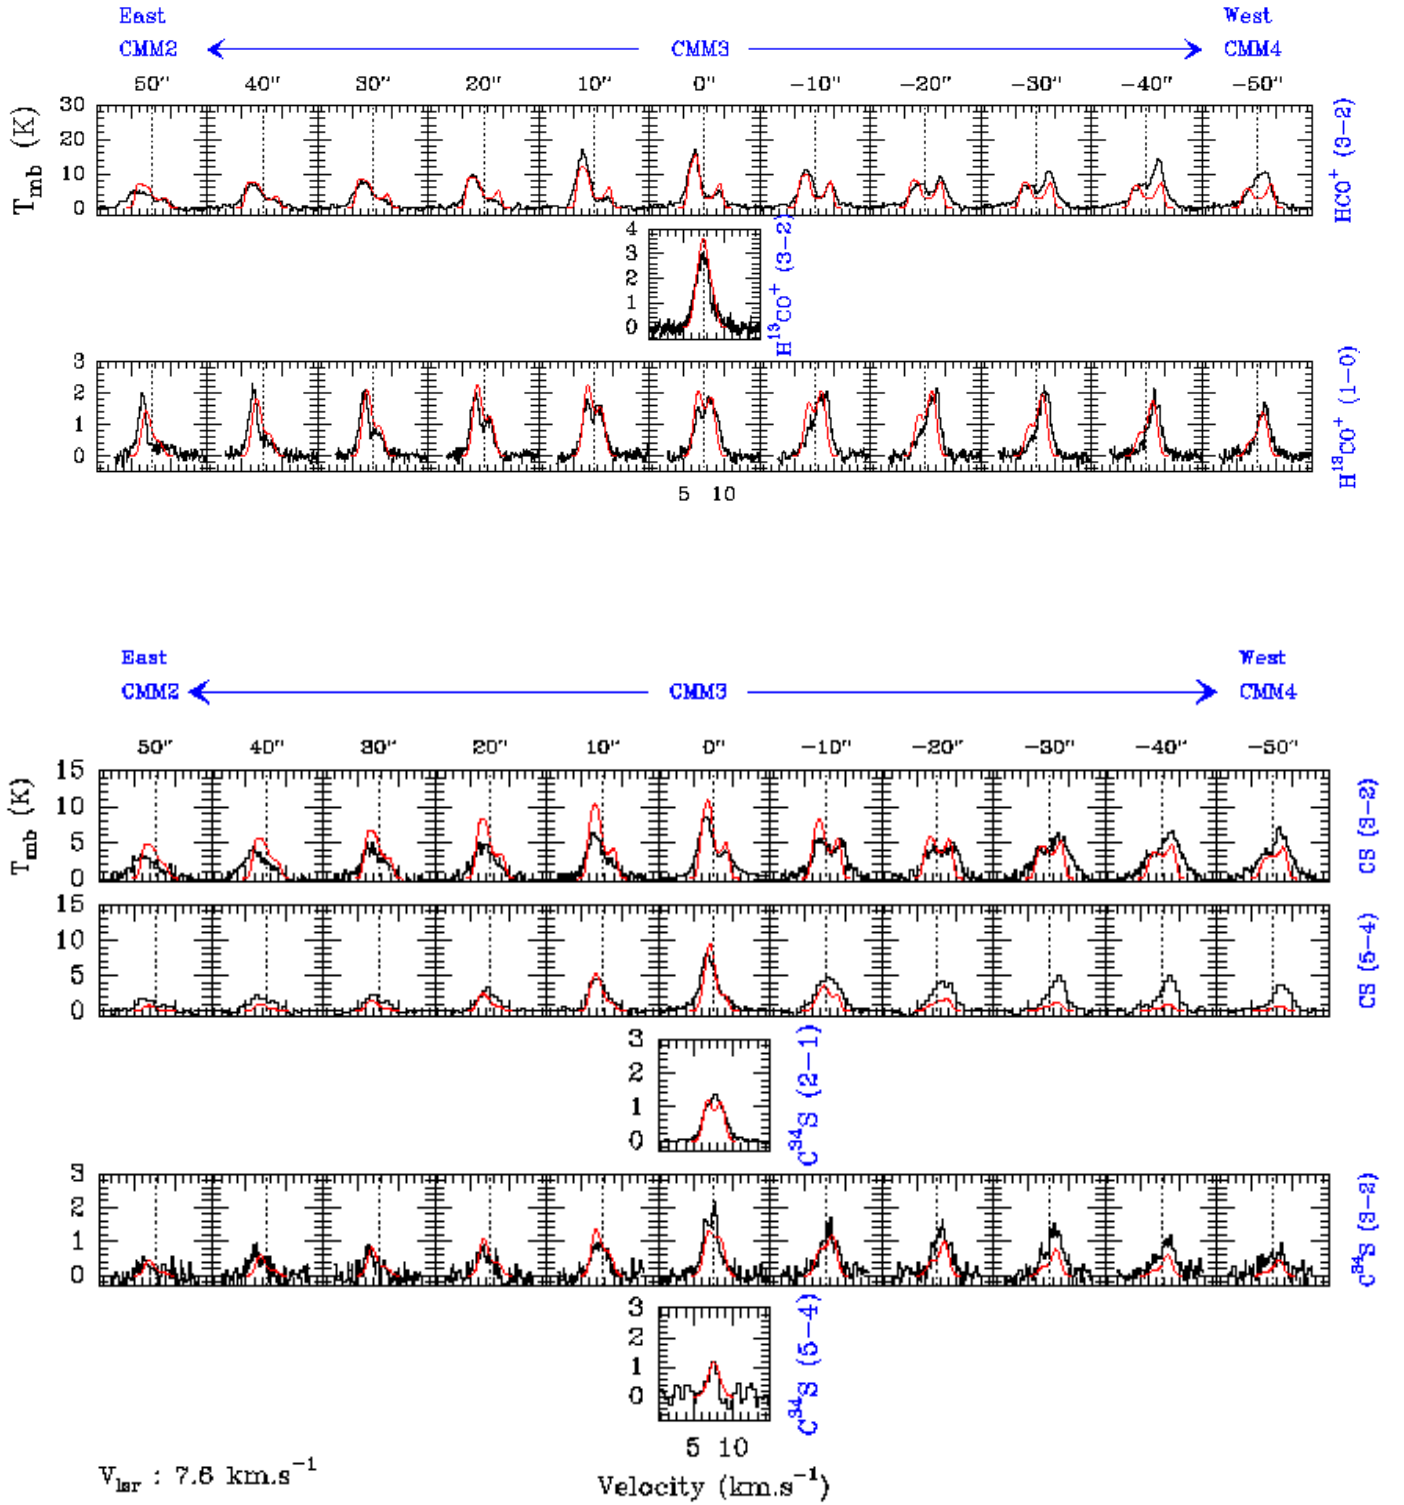 East West
CMM2 CMM3 CMM4
50" 40" 30" 20" 10" 0" -10" -20" -30" -40" -50"
T_mb (K)
30
20
10
0
HCO+ (3-2)
4
3
2
1
0
H13CO+ (3-2)
3
2
1
0
H13CO+ (1-0)
5 10
East West
CMM2 CMM3 CMM4
50" 40" 30" 20" 10" 0" -10" -20" -30" -40" -50"
T_mb (K)
15
10
5
0
CS (3-2)
15
10
5
0
CS (5-4)
3
2
1
0
C34S (2-1)
3
2
1
0
C34S (3-2)
3
2
1
0
C34S (5-4)
5 10
V_lsr : 7.6 km.s-1
Velocity (km.s-1)